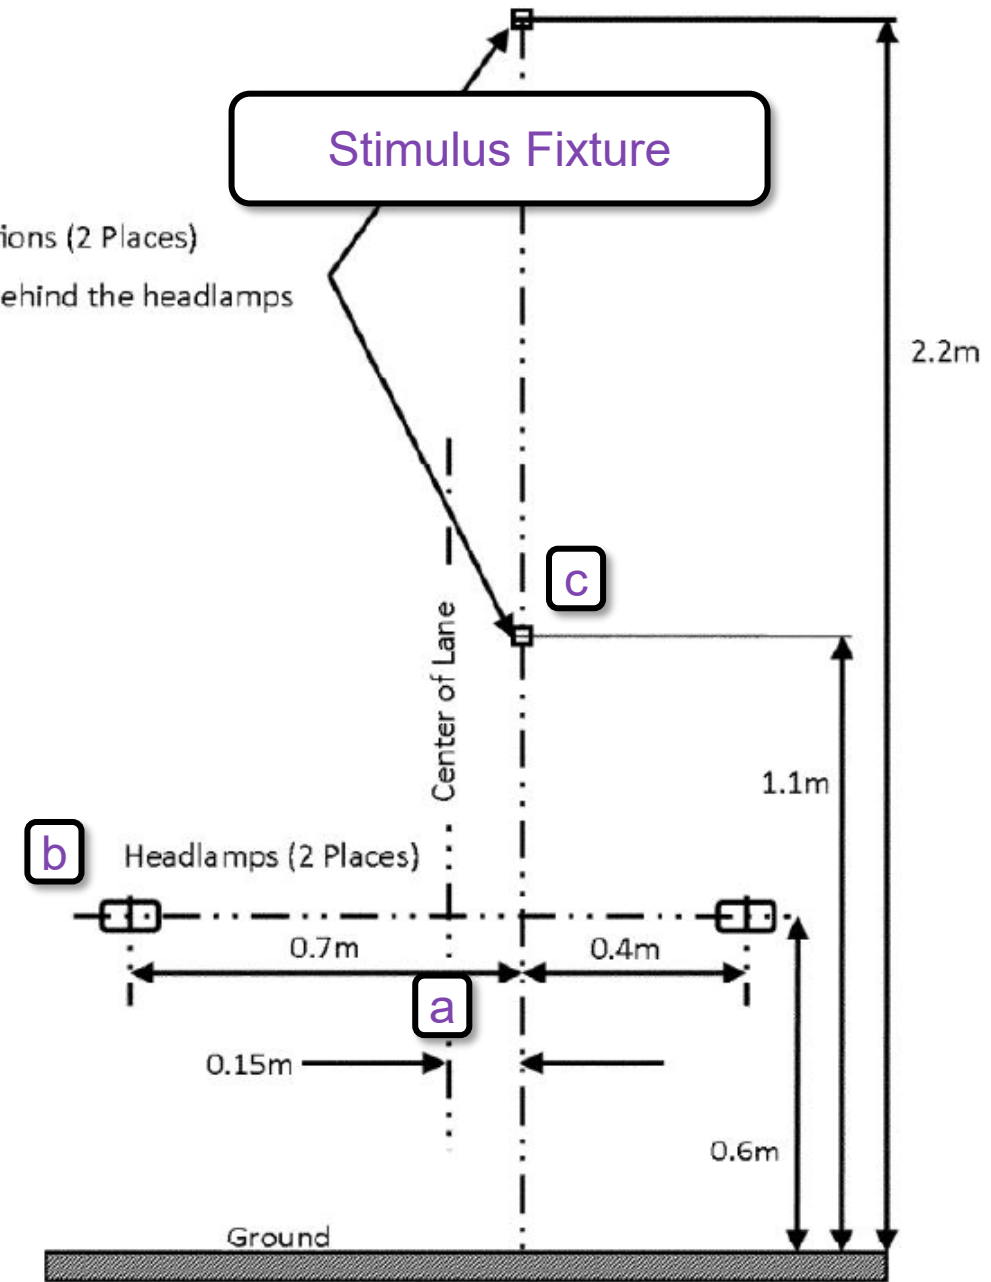 Stimulus Fixture
ions (2 Places)
ehind the headlamps
2.2m
c
Center of Lane
1.1m
b
Headlamps (2 Places)
0.7m
0.4m
a
0.15m
0.6m
Ground